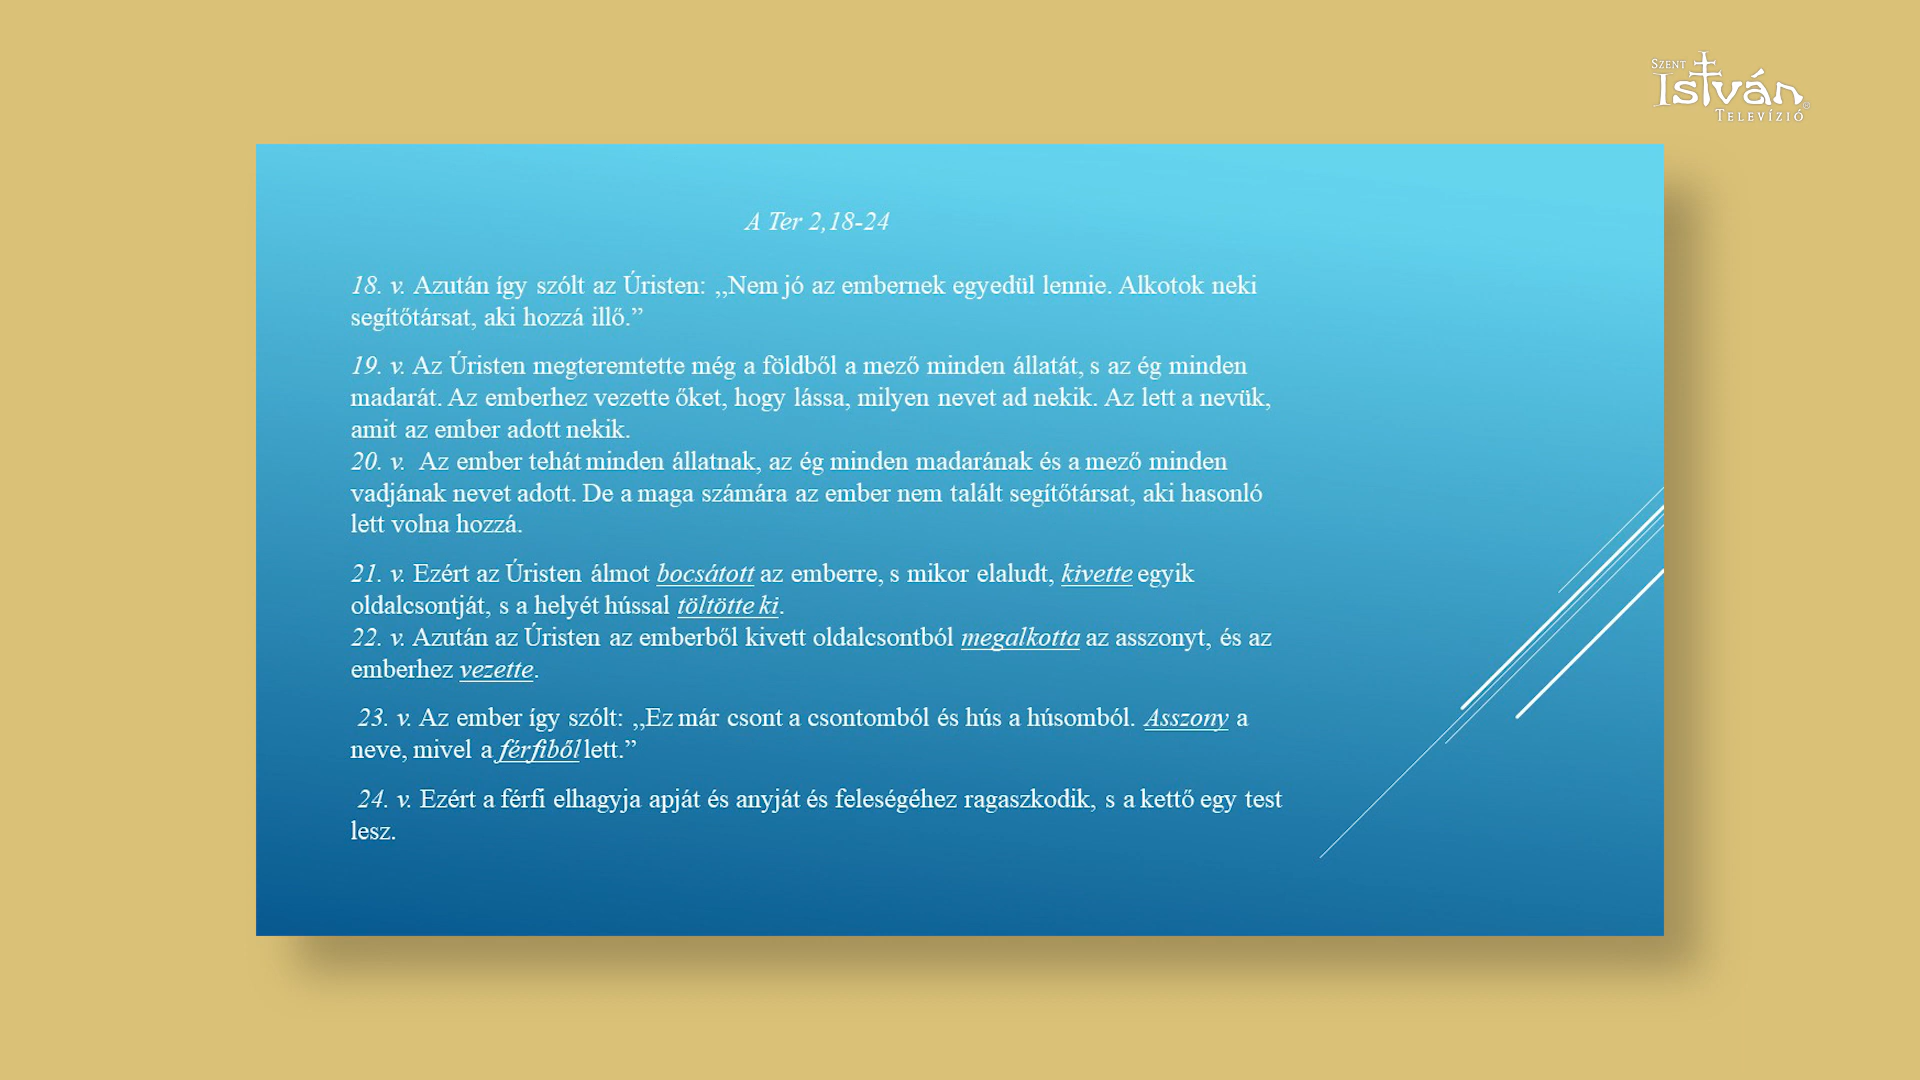 Szent
István
Televízió
A Ter 2,18-24
18. v. Azután így szólt az Úristen: ,,Nem jó az embernek egyedül lennie. Alkotok neki
segítőtársat, aki hozzá illő.”
19. v. Az Úristen megteremtette még a földből a mező minden állatát, s az ég minden
madarát. Az emberhez vezette őket, hogy lássa, milyen nevet ad nekik. Az lett a nevük,
amit az ember adott nekik.
20. v. Az ember tehát minden állatnak, az ég minden madarának és a mező minden
vadjának nevet adott. De a maga számára az ember nem talált segítőtársat, aki hasonló
lett volna hozzá.
21. v. Ezért az Úristen álmot bocsátott az emberre, s mikor elaludt, kivette egyik
oldalcsontját, s a helyét hússal töltötte ki.
22. v. Azután az Úristen az emberből kivett oldalcsontból megalkotta az asszonyt, és az
emberhez vezette.
23. v. Az ember így szólt: ,,Ez már csont a csontomból és hús a húsomból. Asszony a
neve, mivel a férfiből lett.”
24. v. Ezért a férfi elhagyja apját és anyját és feleségéhez ragaszkodik, s a kettő egy test
lesz.